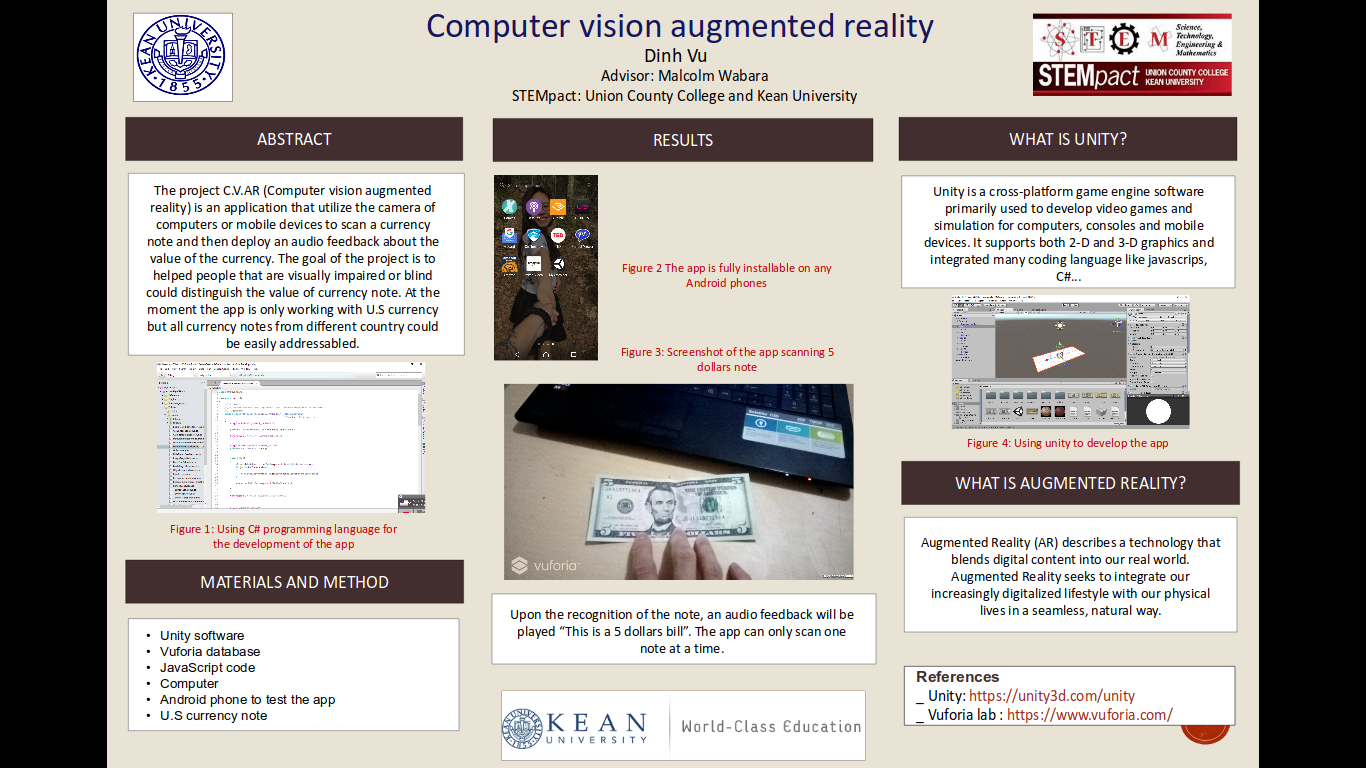 KEAN UNIVERSITY
1855
Computer vision augmented reality
Dinh Vu
Advisor: Malcolm Wabara
STEMpact: Union County College and Kean University
S T E M
Science,
Technology,
Engineering &
Mathematics
STEMpact UNION COUNTY COLLEGE
KEAN UNIVERSITY
ABSTRACT
The project C.V.AR (Computer vision augmented
reality) is an application that utilize the camera of
computers or mobile devices to scan a currency
note and then deploy an audio feedback about the
value of the currency. The goal of the project is to
helped people that are visually impaired or blind
could distinguish the value of currency note. At the
moment the app is only working with U.S currency
but all currency notes from different country could
be easily addressabled.
Figure 1: Using C# programming language for
the development of the app
MATERIALS AND METHOD
• Unity software
• Vuforia database
• JavaScript code
• Computer
• Android phone to test the app
• U.S currency note
RESULTS
TED
Figure 2 The app is fully installable on any
Android phones
Figure 3: Screenshot of the app scanning 5
dollars note
vuforia
Upon the recognition of the note, an audio feedback will be
played “This is a 5 dollars bill”. The app can only scan one
note at a time.
KEAN
UNIVERSITY
World-Class Education
WHAT IS UNITY?
Unity is a cross-platform game engine software
primarily used to develop video games and
simulation for computers, consoles and mobile
devices. It supports both 2-D and 3-D graphics and
integrated many coding language like javascrips,
C#...
Figure 4: Using unity to develop the app
WHAT IS AUGMENTED REALITY?
Augmented Reality (AR) describes a technology that
blends digital content into our real world.
Augmented Reality seeks to integrate our
increasingly digitalized lifestyle with our physical
lives in a seamless, natural way.
References
_ Unity: https://unity3d.com/unity
_ Vuforia lab : https://www.vuforia.com/